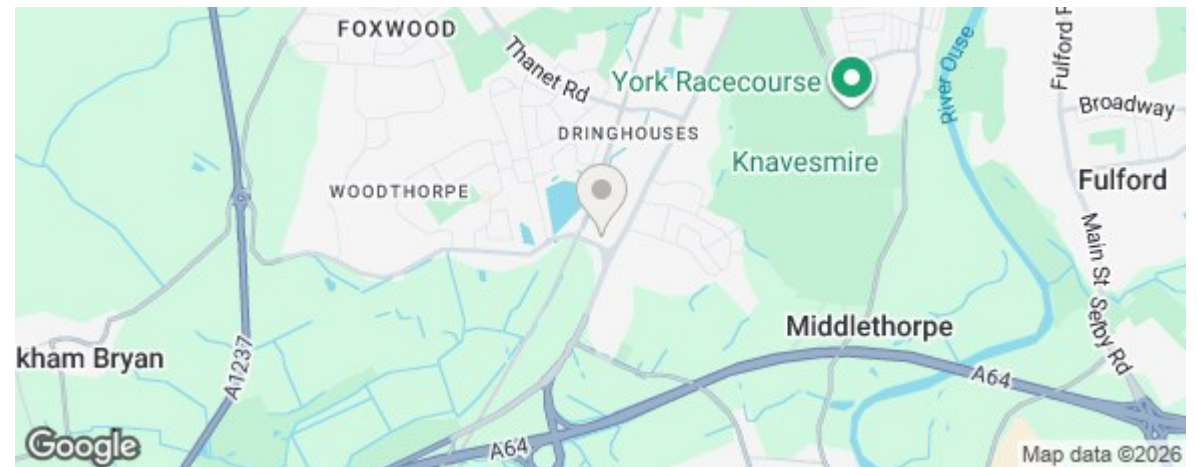 FOXWOOD
Thanet Rd
York Racecourse
River Ouse
Fulford
Broadway
DRINGHOUSES
Knavesmire
WOODTHORPE
Fulford
Main St
Selby Rd
Middlethorpe
kham Bryan
A1237
A64
A64
Google
Map data ©2026